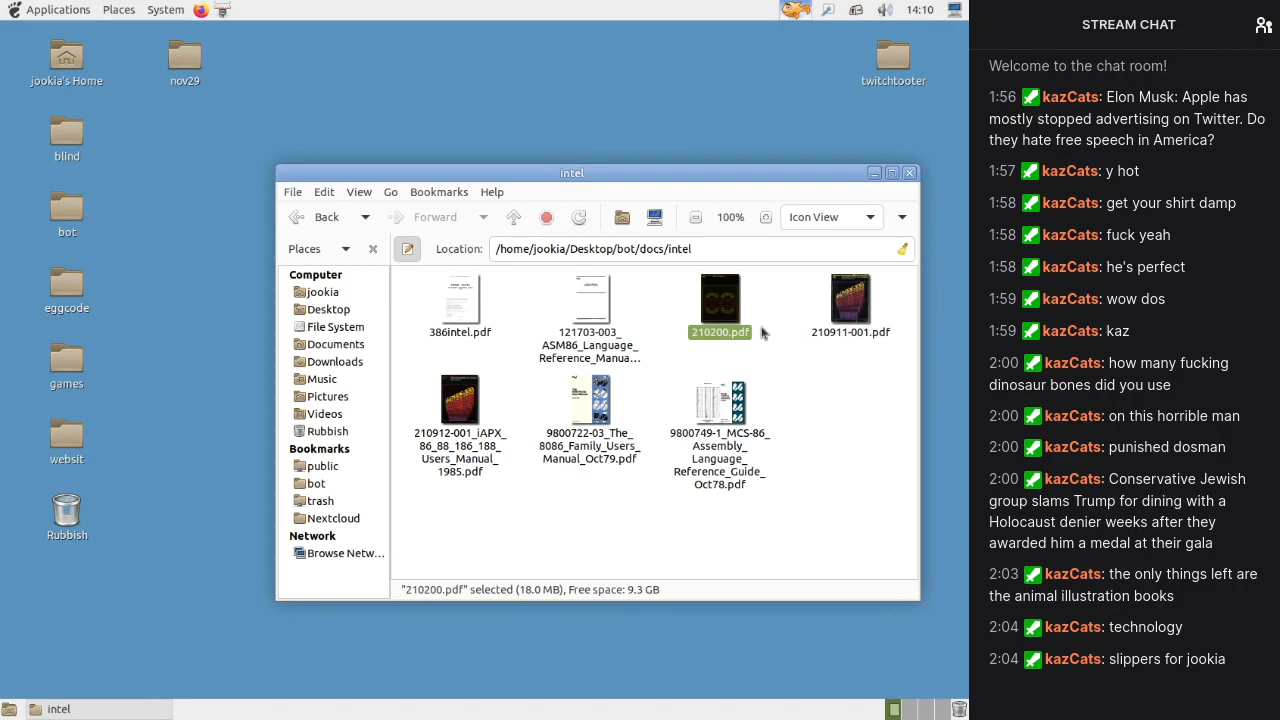 Applications Places System 14:10
jookia's Home
nov29
twitchtooter
blind
bot
eggcode
games
websit
Rubbish
intel
File Edit View Go Bookmarks Help
Back Forward 100% Icon View
Places Location: /home/jookia/Desktop/bot/docs/intel
Computer
jookia
Desktop
File System
Documents
Downloads
Music
Pictures
Videos
Rubbish
Bookmarks
public
bot
trash
Nextcloud
Network
Browse Netw...
386intel.pdf
121703-003_
ASM86_Language_
Reference_Manua...
210200.pdf
210911-001.pdf
210912-001_iAPX_
86_88_186_188_
Users_Manual_
1985.pdf
9800722-03_The_
8086_Family_Users_
Manual_Oct79.pdf
9800749-1_MCS-86_
Assembly_
Language_
Reference_Guide_
Oct78.pdf
"210200.pdf" selected (18.0 MB), Free space: 9.3 GB
intel
STREAM CHAT
Welcome to the chat room!
1:56 kazCats: Elon Musk: Apple has
mostly stopped advertising on Twitter. Do
they hate free speech in America?
1:57 kazCats: y hot
1:58 kazCats: get your shirt damp
1:58 kazCats: fuck yeah
1:58 kazCats: he's perfect
1:59 kazCats: wow dos
1:59 kazCats: kaz
2:00 kazCats: how many fucking
dinosaur bones did you use
2:00 kazCats: on this horrible man
2:00 kazCats: punished dosman
2:00 kazCats: Conservative Jewish
group slams Trump for dining with a
Holocaust denier weeks after they
awarded him a medal at their gala
2:03 kazCats: the only things left are
the animal illustration books
2:04 kazCats: technology
2:04 kazCats: slippers for jookia